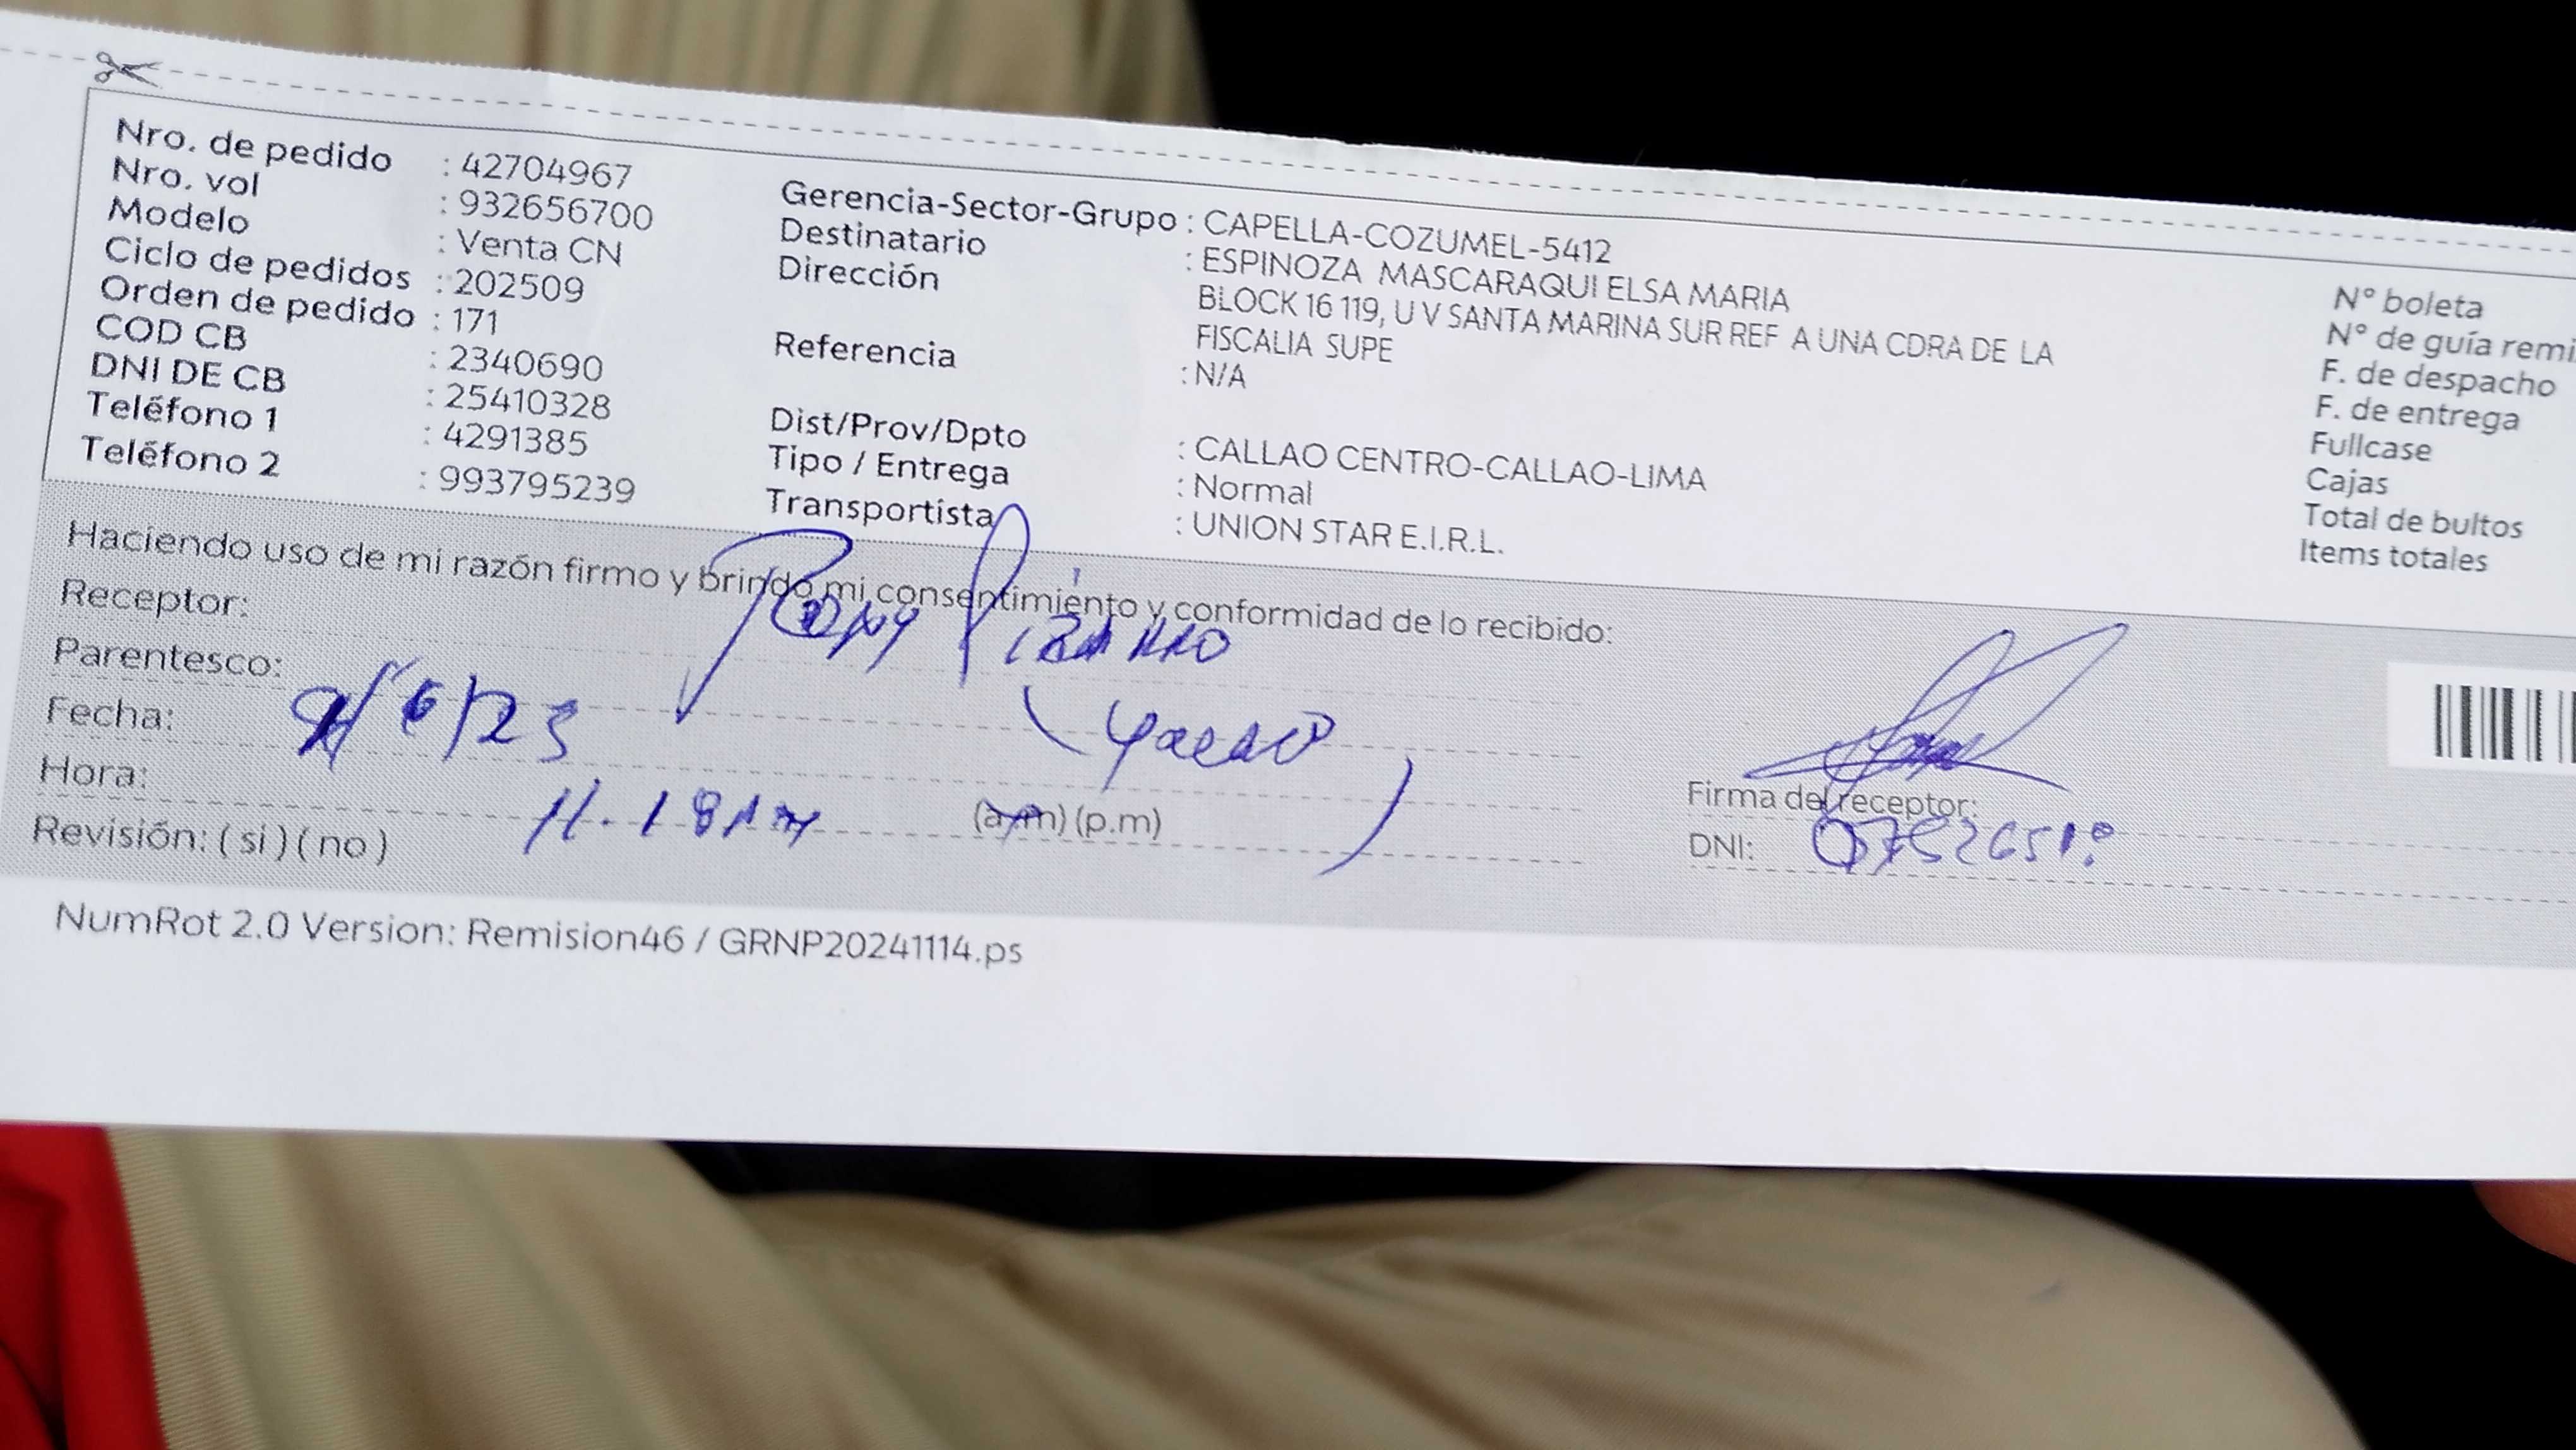 Nro. de pedido : 42704967
Nro. vol : 932656700
Modelo : Venta CN
Ciclo de pedidos : 202509
Orden de pedido : 171
COD CB : 2340690
DNI DE CB : 25410328
Teléfono 1 : 4291385
Teléfono 2 : 993795239
Gerencia-Sector-Grupo : CAPELLA-COZUMEL-5412
Destinatario : ESPINOZA MASCARAQUI ELSA MARIA
Dirección BLOCK 16 119, U V SANTA MARINA SUR REF A UNA CDRA DE LA
FISCALIA SUPE
Referencia : N/A
Dist/Prov/Dpto : CALLAO CENTRO-CALLAO-LIMA
Tipo / Entrega : Normal
Transportista : UNION STAR E.I.R.L.
N° boleta
N° de guía remi
F. de despacho
F. de entrega
Fullcase
Cajas
Total de bultos
Items totales
Haciendo uso de mi razón firmo y brindo mi consentimiento y conformidad de lo recibido:
Receptor:
Parentesco:
Fecha: /6/25
Hora: 11.18 AM (a.m) (p.m)
Revisión: ( si ) ( no )
Firma del receptor:
DNI:
NumRot 2.0 Version: Remision46 / GRNP20241114.ps